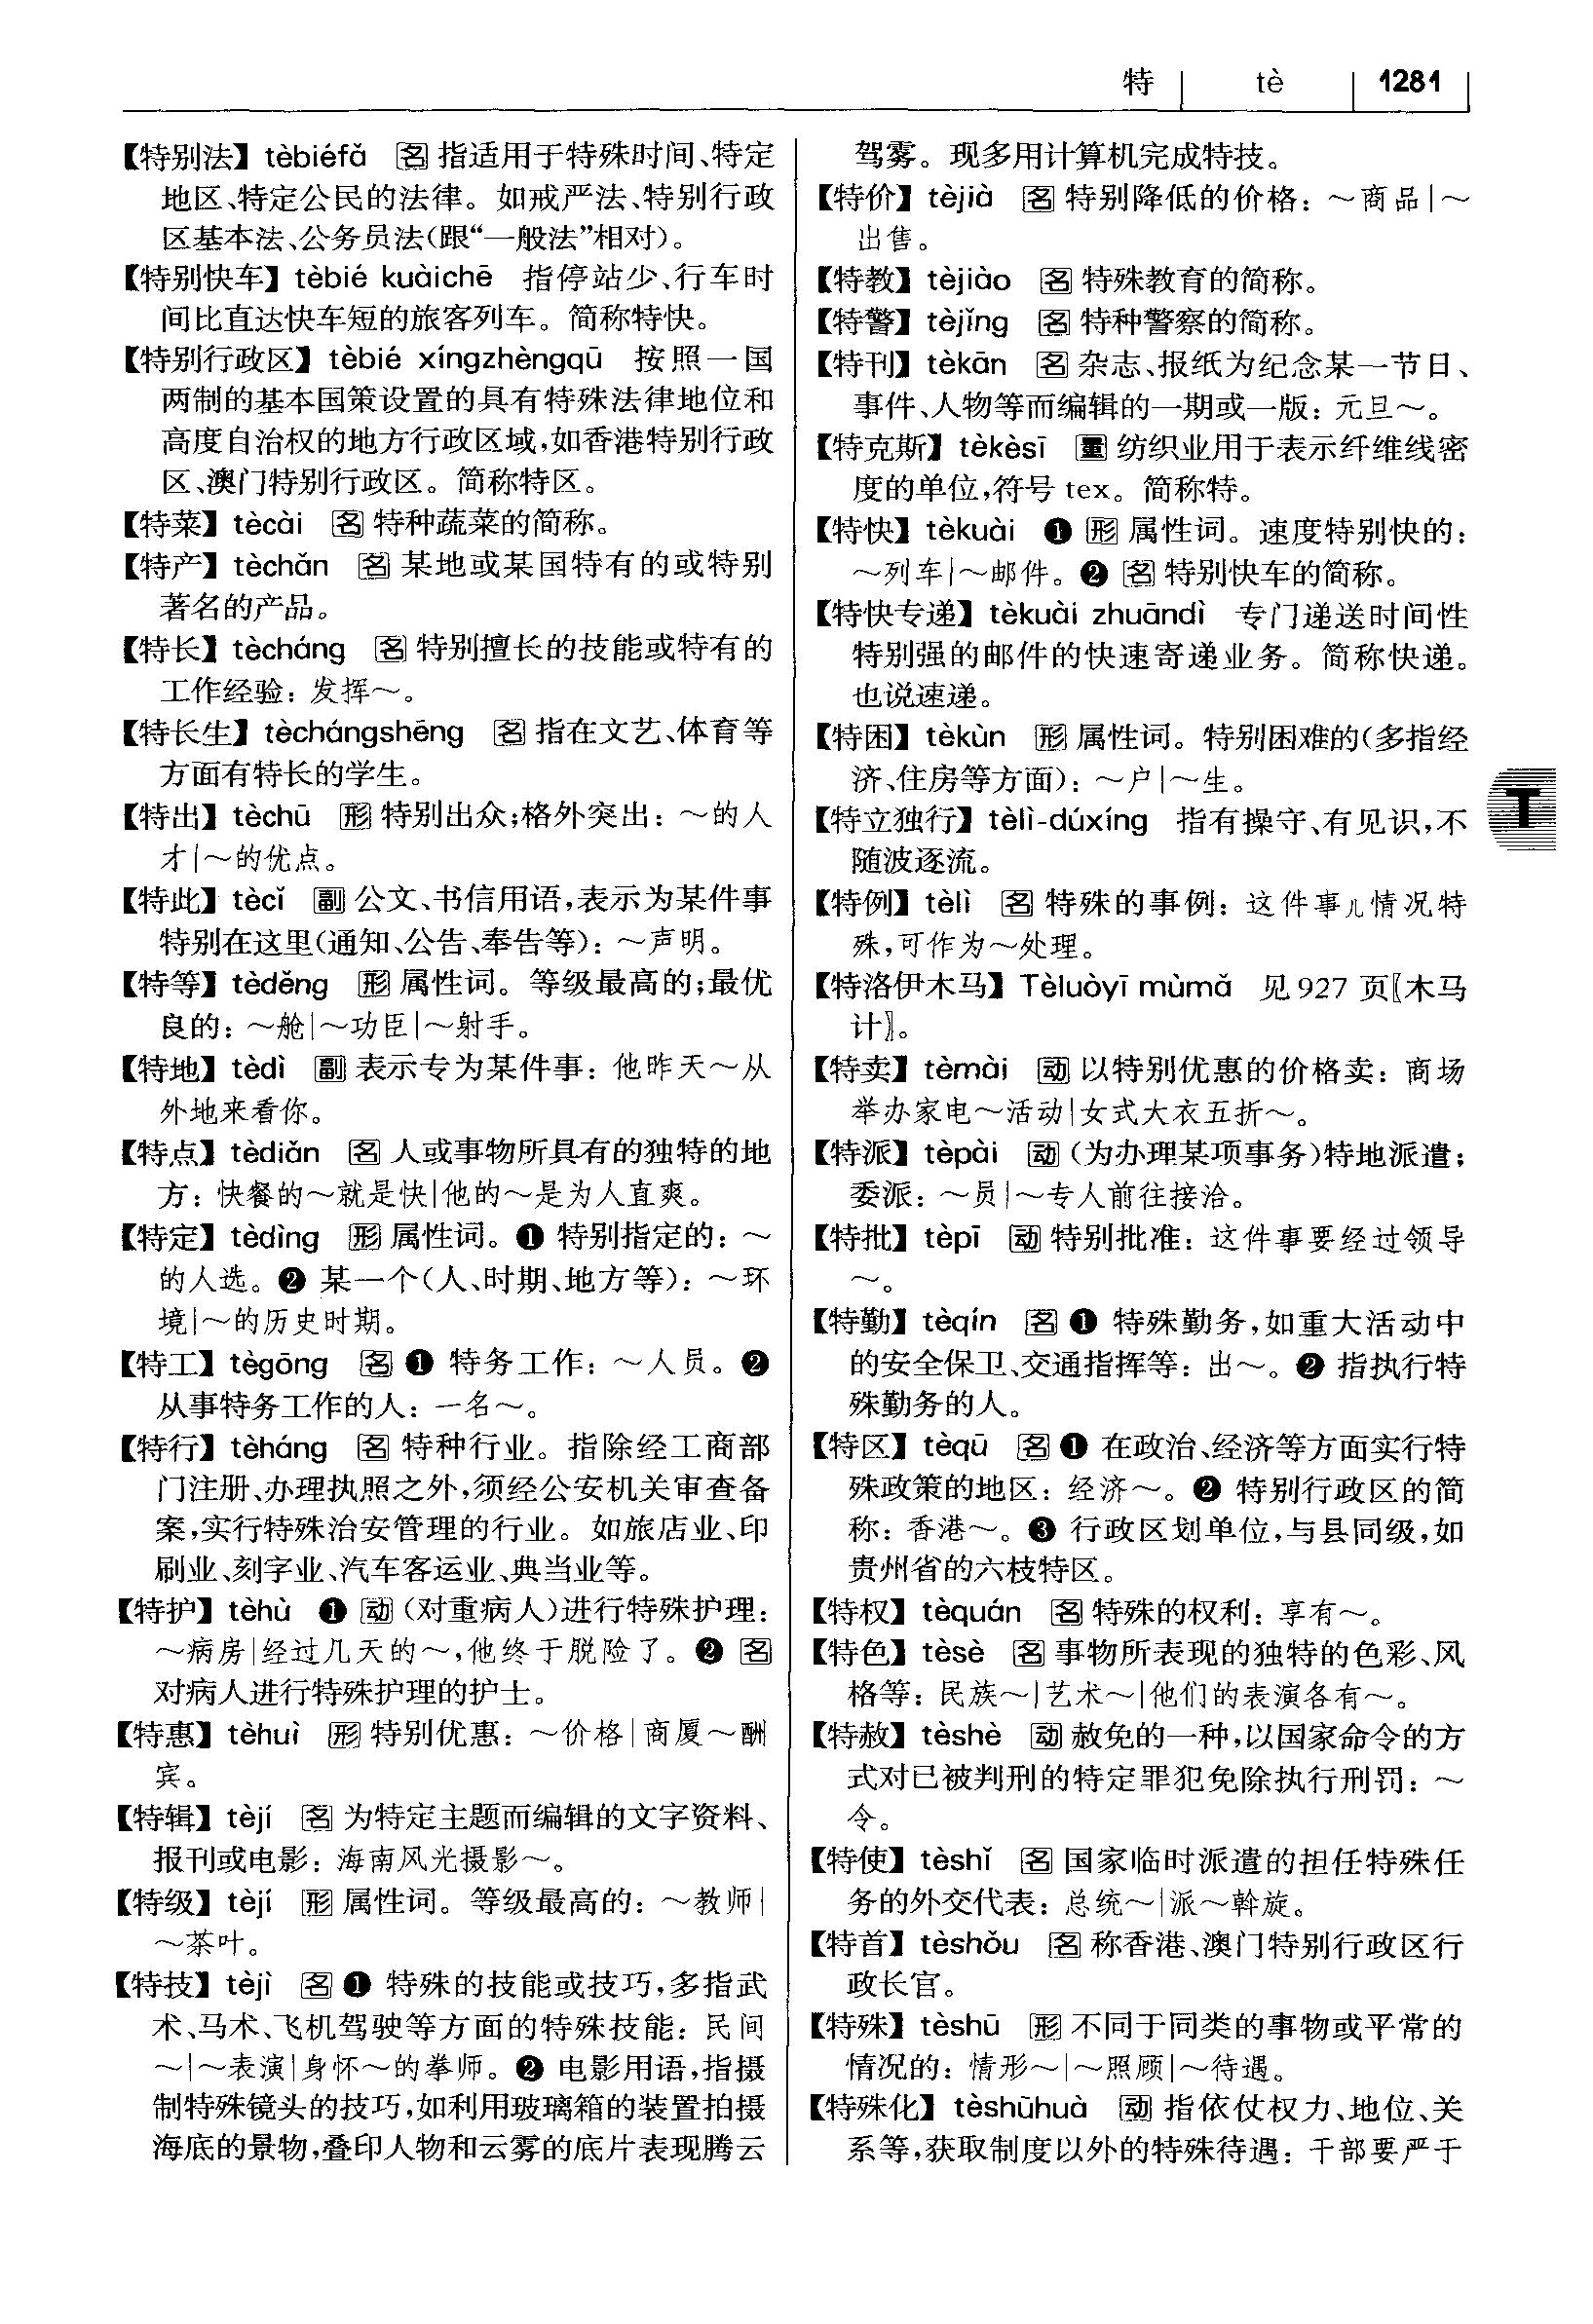 特 tè 1281
【特别法】tèbiéfǎ 名 指适用于特殊时间、特定
地区、特定公民的法律。如戒严法、特别行政
区基本法、公务员法(跟“一般法”相对)。
【特别快车】tèbié kuàichē 指停站少、行车时
间比直达快车短的旅客列车。简称特快。
【特别行政区】tèbié xíngzhèngqū 按照一国
两制的基本国策设置的具有特殊法律地位和
高度自治权的地方行政区域,如香港特别行政
区、澳门特别行政区。简称特区。
【特菜】tècài 名 特种蔬菜的简称。
【特产】tèchǎn 名 某地或某国特有的或特别
著名的产品。
【特长】tècháng 名 特别擅长的技能或特有的
工作经验: 发挥～。
【特长生】tèchángshēng 名 指在文艺、体育等
方面有特长的学生。
【特出】tèchū 形 特别出众;格外突出: ～的人
才|～的优点。
【特此】tècǐ 副 公文、书信用语,表示为某件事
特别在这里(通知、公告、奉告等): ～声明。
【特等】tèděng 形 属性词。等级最高的;最优
良的: ～舱|～功臣|～射手。
【特地】tèdì 副 表示专为某件事: 他昨天～从
外地来看你。
【特点】tèdiǎn 名 人或事物所具有的独特的地
方: 快餐的～就是快|他的～是为人直爽。
【特定】tèdìng 形 属性词。❶ 特别指定的: ～
的人选。❷ 某一个(人、时期、地方等): ～环
境|～的历史时期。
【特工】tègōng 名 ❶ 特务工作: ～人员。❷
从事特务工作的人: 一名～。
【特行】tèháng 名 特种行业。指除经工商部
门注册、办理执照之外,须经公安机关审查备
案,实行特殊治安管理的行业。如旅店业、印
刷业、刻字业、汽车客运业、典当业等。
【特护】tèhù ❶ 动 (对重病人)进行特殊护理:
～病房|经过几天的～,他终于脱险了。❷ 名
对病人进行特殊护理的护士。
【特惠】tèhuì 形 特别优惠: ～价格|商厦～酬
宾。
【特辑】tèjí 名 为特定主题而编辑的文字资料、
报刊或电影: 海南风光摄影～。
【特级】tèjí 形 属性词。等级最高的: ～教师|
～茶叶。
【特技】tèjì 名 ❶ 特殊的技能或技巧,多指武
术、马术、飞机驾驶等方面的特殊技能: 民间
～|～表演|身怀～的拳师。❷ 电影用语,指摄
制特殊镜头的技巧,如利用玻璃箱的装置拍摄
海底的景物,叠印人物和云雾的底片表现腾云
驾雾。现多用计算机完成特技。
【特价】tèjià 名 特别降低的价格: ～商品|～
出售。
【特教】tèjiào 名 特殊教育的简称。
【特警】tèjǐng 名 特种警察的简称。
【特刊】tèkān 名 杂志、报纸为纪念某一节日、
事件、人物等而编辑的一期或一版: 元旦～。
【特克斯】tèkèsī 量 纺织业用于表示纤维线密
度的单位,符号 tex。简称特。
【特快】tèkuài ❶ 形 属性词。速度特别快的:
～列车|～邮件。❷ 名 特别快车的简称。
【特快专递】tèkuài zhuāndì 专门递送时间性
特别强的邮件的快速寄递业务。简称快递。
也说速递。
【特困】tèkùn 形 属性词。特别困难的(多指经
济、住房等方面): ～户|～生。
【特立独行】tèlì-dúxíng 指有操守、有见识,不
随波逐流。
T
【特例】tèlì 名 特殊的事例: 这件事儿情况特
殊,可作为～处理。
【特洛伊木马】Tèluòyī mùmǎ 见 927 页〖木马
计〗。
【特卖】tèmài 动 以特别优惠的价格卖: 商场
举办家电～活动|女式大衣五折～。
【特派】tèpài 动 (为办理某项事务)特地派遣;
委派: ～员|～专人前往接洽。
【特批】tèpī 动 特别批准: 这件事要经过领导
～。
【特勤】tèqín 名 ❶ 特殊勤务,如重大活动中
的安全保卫、交通指挥等: 出～。❷ 指执行特
殊勤务的人。
【特区】tèqū 名 ❶ 在政治、经济等方面实行特
殊政策的地区: 经济～。❷ 特别行政区的简
称: 香港～。❸ 行政区划单位,与县同级,如
贵州省的六枝特区。
【特权】tèquán 名 特殊的权利: 享有～。
【特色】tèsè 名 事物所表现的独特的色彩、风
格等: 民族～|艺术～|他们的表演各有～。
【特赦】tèshè 动 赦免的一种,以国家命令的方
式对已被判刑的特定罪犯免除执行刑罚: ～
令。
【特使】tèshǐ 名 国家临时派遣的担任特殊任
务的外交代表: 总统～|派～斡旋。
【特首】tèshǒu 名 称香港、澳门特别行政区行
政长官。
【特殊】tèshū 形 不同于同类的事物或平常的
情况的: 情形～|～照顾|～待遇。
【特殊化】tèshūhuà 动 指依仗权力、地位、关
系等,获取制度以外的特殊待遇: 干部要严于